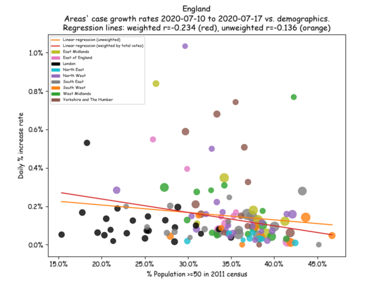 England
Areas' case growth rates 2020-07-10 to 2020-07-17 vs. demographics.
Regression lines: weighted r=-0.234 (red), unweighted r=-0.136 (orange)
Linear regression (unweighted)
Linear regression (weighted by total votes)
East Midlands
East of England
London
North East
North West
South East
South West
West Midlands
Yorkshire and The Humber
1.0%
0.8%
0.6%
0.4%
0.2%
0.0%
Daily % increase rate
15.0% 20.0% 25.0% 30.0% 35.0% 40.0% 45.0%
% Population >=50 in 2011 census